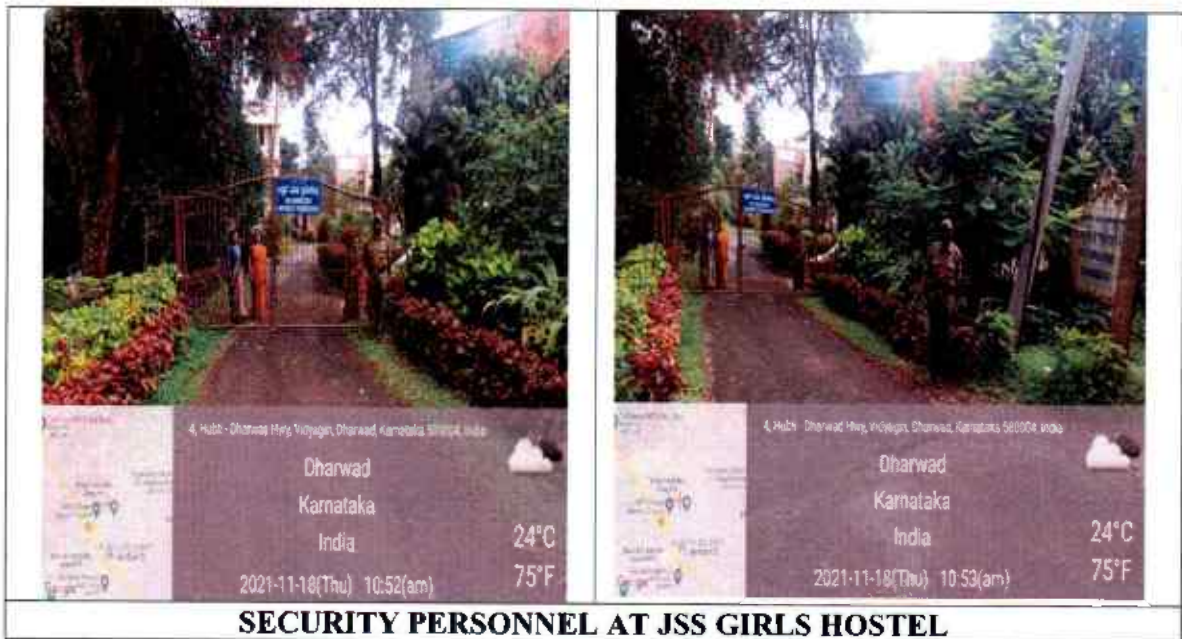 4, Hubli - Dharwad Hwy, Vidyagiri, Dharwad, Karnataka 580004, India
Dharwad
Karnataka
India
24°C
75°F
2021-11-18(Thu) 10:52(am)
4, Hubli - Dharwad Hwy, Vidyagiri, Dharwad, Karnataka 580004, India
Dharwad
Karnataka
India
24°C
75°F
2021-11-18(Thu) 10:53(am)
SECURITY PERSONNEL AT JSS GIRLS HOSTEL